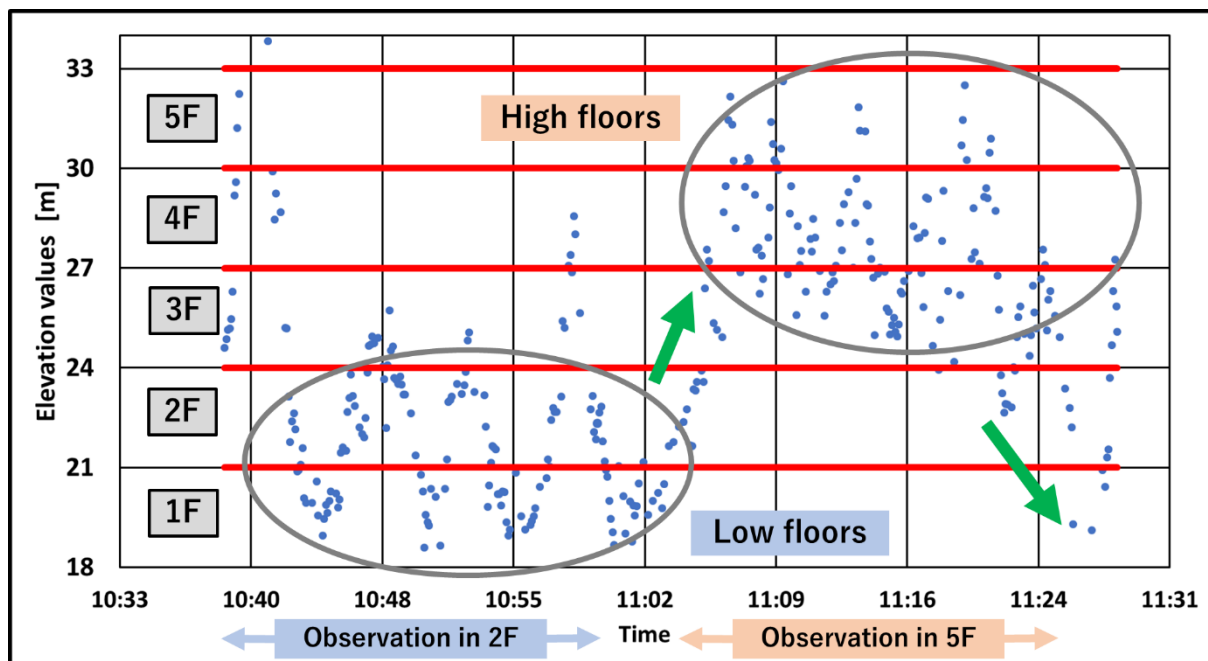 33
5F
High floors
30
4F
27
3F
24
2F
21
1F
Low floors
18
Elevation values [m]
10:33
10:40
10:48
10:55
11:02
11:09
11:16
11:24
11:31
Observation in 2F
Time
Observation in 5F